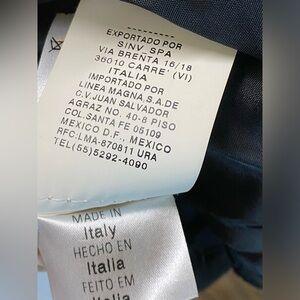 EXPORTADO POR
SINV SPA
VIA BRENTA 16/18
36010 CARRE' (VI)
ITALIA
IMPORTADO POR
LINEA MAGNA,S.A.DE
C.V.JUAN SALVADOR
AGRAZ NO. 40-8 PISO
COL.SANTA FE 05109
MEXICO D.F., MEXICO
RFC:LMA-870811 URA
TEL(55)5292-4090
MADE IN
Italy
HECHO EN
Italia
FEITO EM
Italia